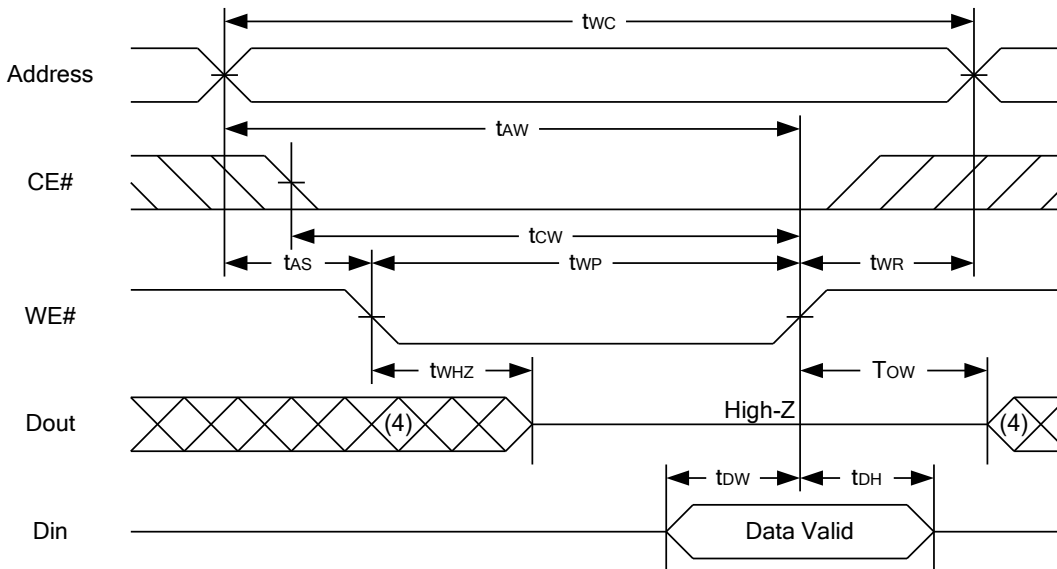 tWC
Address
tAW
CE#
tCW
tAS tWP tWR
WE#
tWHZ TOW
High-Z
Dout (4) (4)
tDW tDH
Din Data Valid